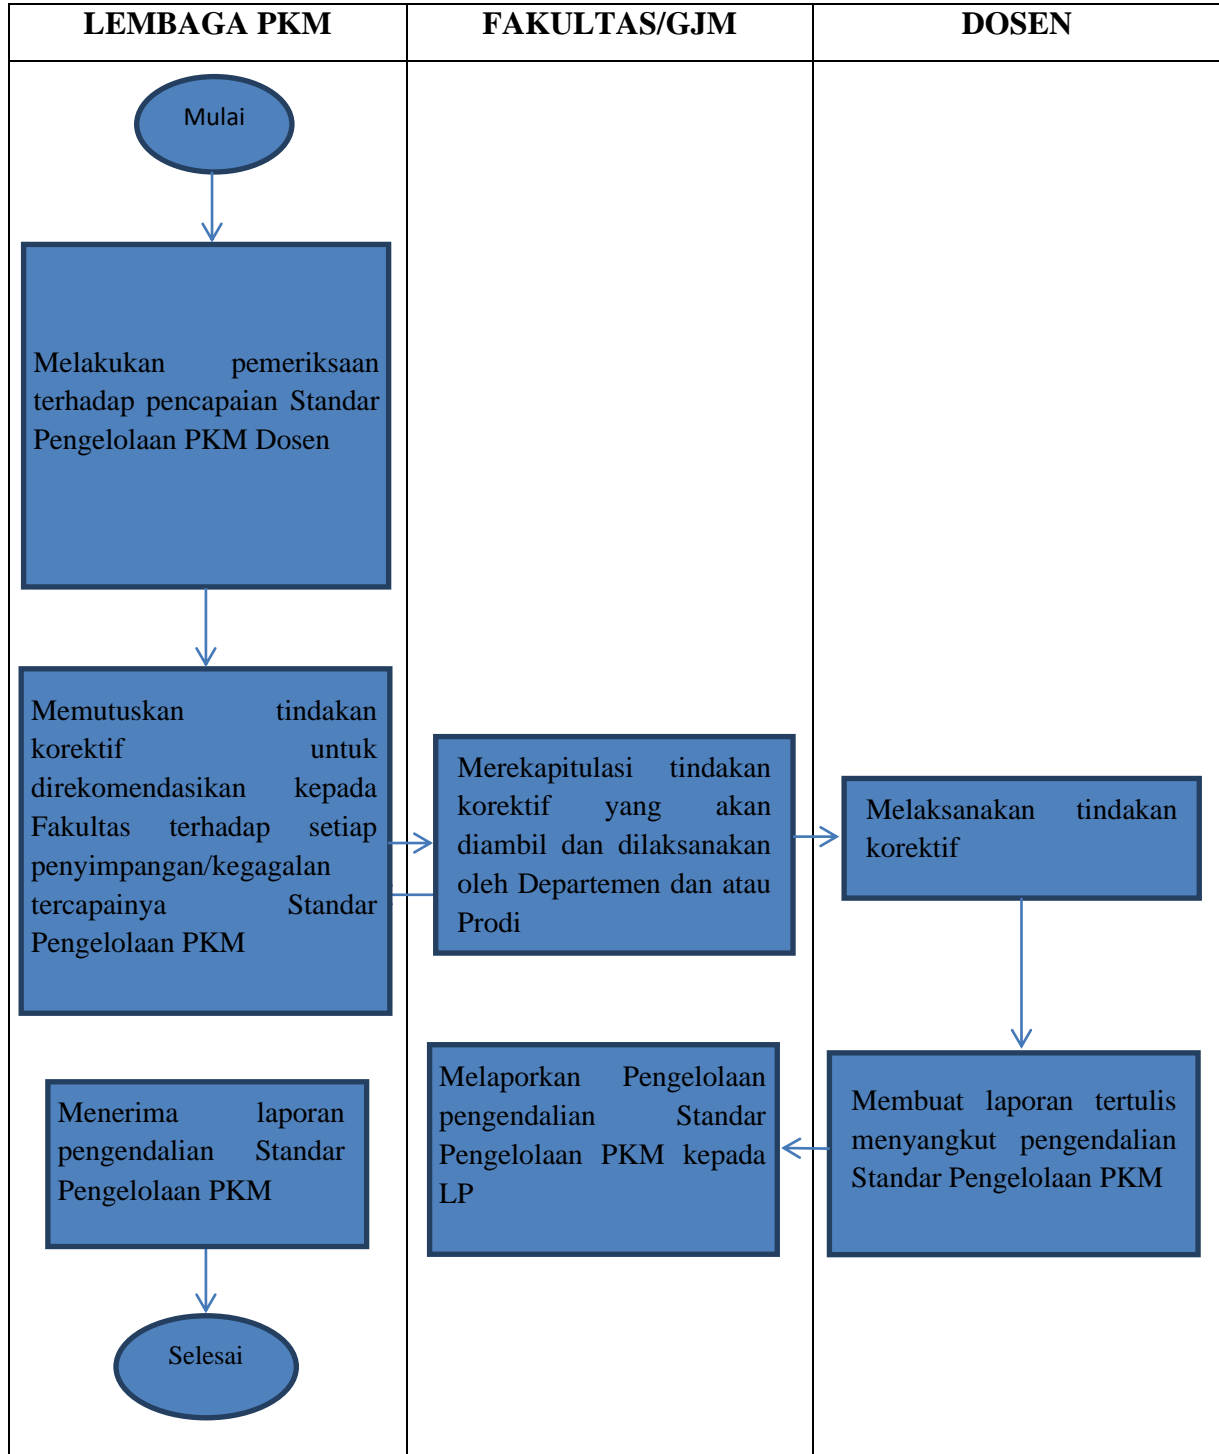 LEMBAGA PKM
FAKULTAS/GJM
DOSEN
Mulai
Melakukan pemeriksaan
terhadap pencapaian Standar
Pengelolaan PKM Dosen
Memutuskan tindakan
korektif untuk
direkomendasikan kepada
Fakultas terhadap setiap
penyimpangan/kegagalan
tercapainya Standar
Pengelolaan PKM
Merekapitulasi tindakan
korektif yang akan
diambil dan dilaksanakan
oleh Departemen dan atau
Prodi
Melaksanakan tindakan
korektif
Membuat laporan tertulis
menyangkut pengendalian
Standar Pengelolaan PKM
Melaporkan Pengelolaan
pengendalian Standar
Pengelolaan PKM kepada
LP
Menerima laporan
pengendalian Standar
Pengelolaan PKM
Selesai